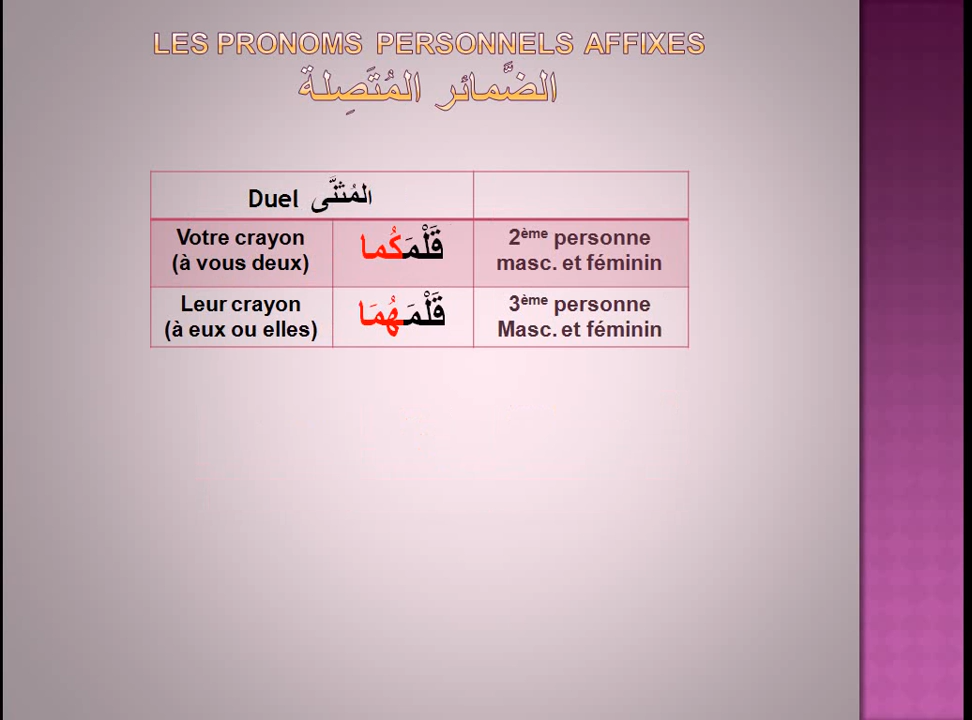 LES PRONOMS PERSONNELS AFFIXES
الضَّمائر المُتَّصِلة
Duel المُثنَّى
Votre crayon قَلْمَكُما 2ème personne
(à vous deux) masc. et féminin
Leur crayon قَلْمَهُمَا 3ème personne
(à eux ou elles) Masc. et féminin